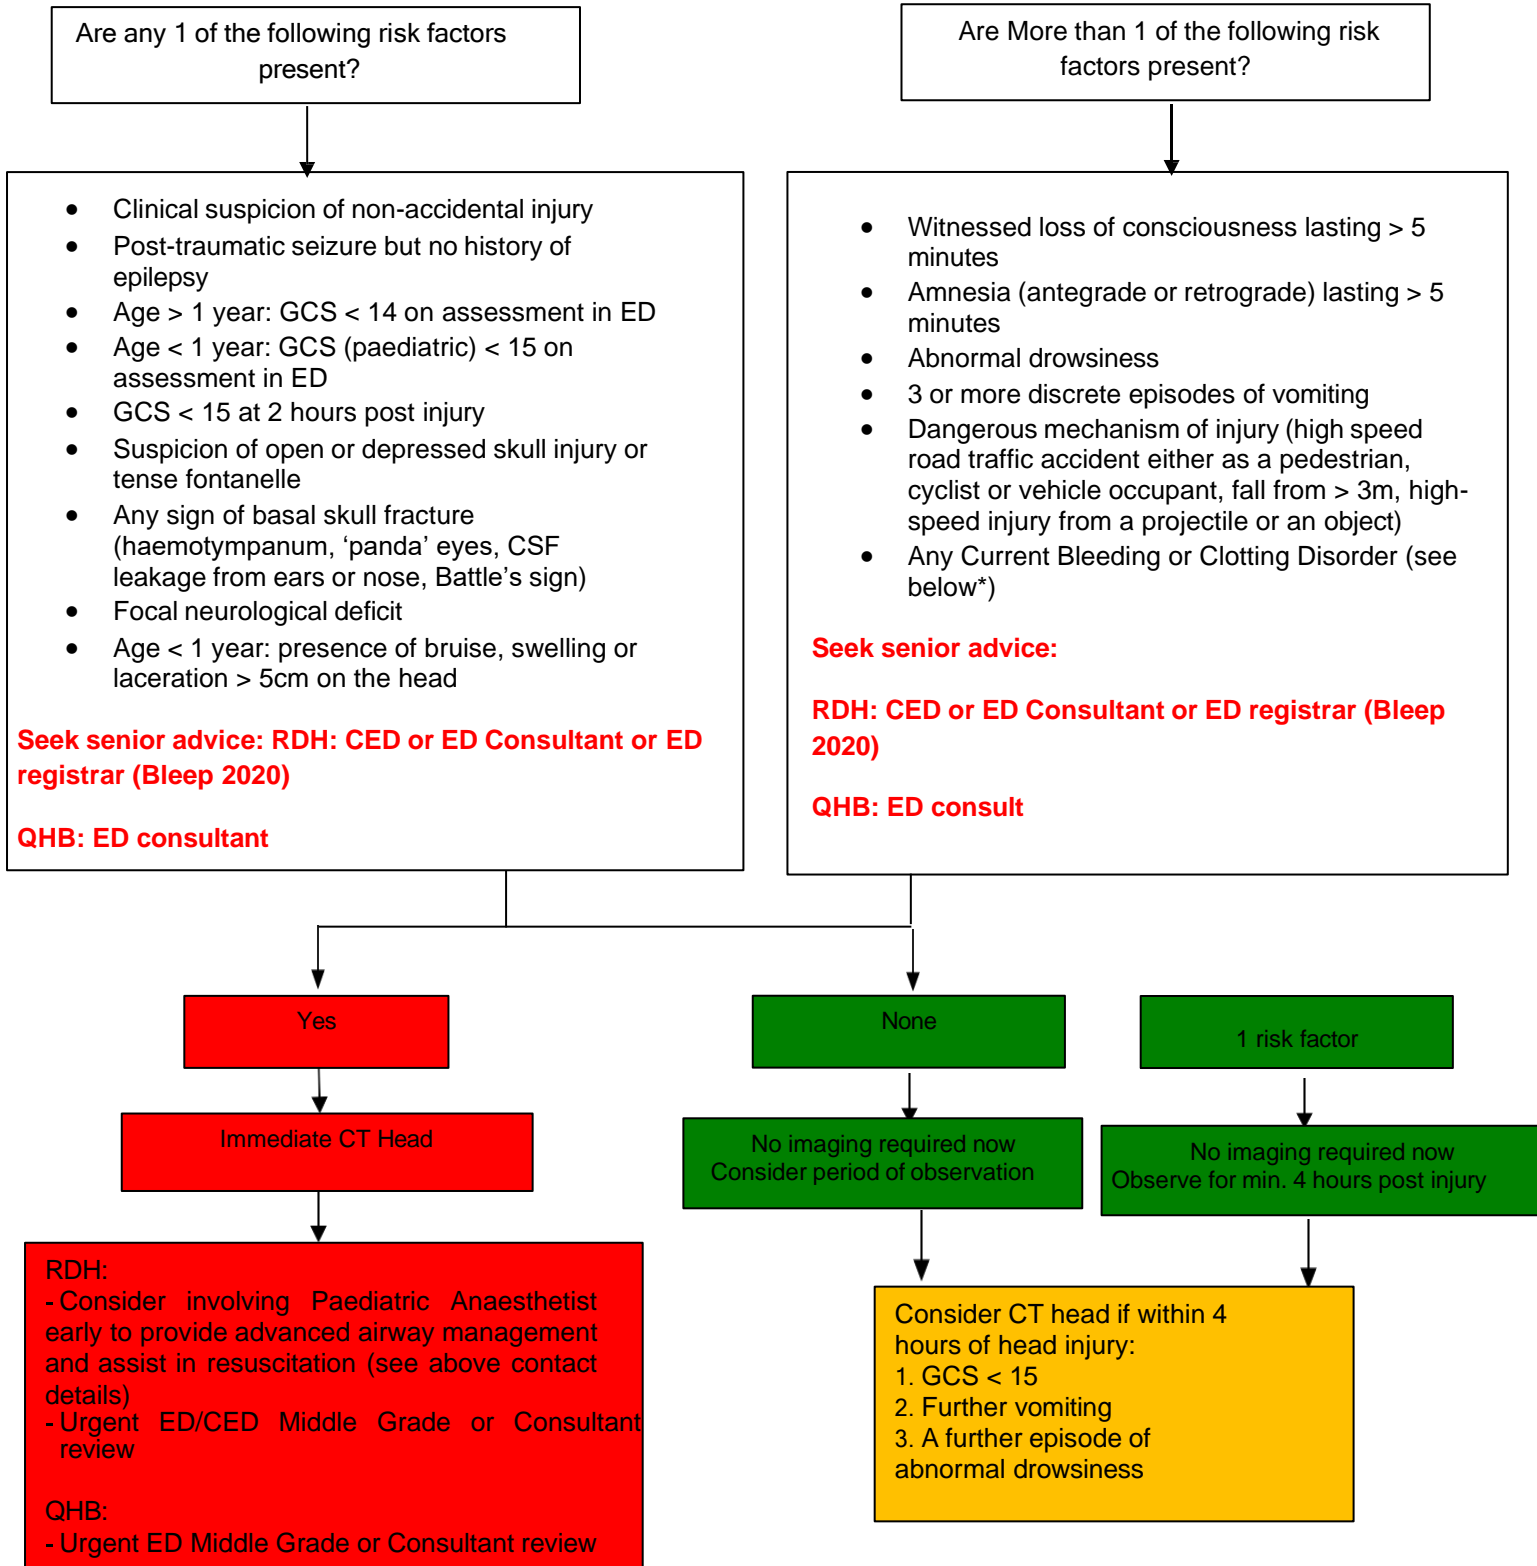 Are any 1 of the following risk factors
present?
Are More than 1 of the following risk
factors present?
• Clinical suspicion of non-accidental injury
• Post-traumatic seizure but no history of
epilepsy
• Age > 1 year: GCS < 14 on assessment in ED
• Age < 1 year: GCS (paediatric) < 15 on
assessment in ED
• GCS < 15 at 2 hours post injury
• Suspicion of open or depressed skull injury or
tense fontanelle
• Any sign of basal skull fracture
(haemotympanum, ‘panda’ eyes, CSF
leakage from ears or nose, Battle’s sign)
• Focal neurological deficit
• Age < 1 year: presence of bruise, swelling or
laceration > 5cm on the head
Seek senior advice: RDH: CED or ED Consultant or ED
registrar (Bleep 2020)
QHB: ED consultant
• Witnessed loss of consciousness lasting > 5
minutes
• Amnesia (antegrade or retrograde) lasting > 5
minutes
• Abnormal drowsiness
• 3 or more discrete episodes of vomiting
• Dangerous mechanism of injury (high speed
road traffic accident either as a pedestrian,
cyclist or vehicle occupant, fall from > 3m, high-
speed injury from a projectile or an object)
• Any Current Bleeding or Clotting Disorder (see
below*)
Seek senior advice:
RDH: CED or ED Consultant or ED registrar (Bleep
2020)
QHB: ED consult
Yes
None
1 risk factor
Immediate CT Head
No imaging required now
Consider period of observation
No imaging required now
Observe for min. 4 hours post injury
RDH:
- Consider involving Paediatric Anaesthetist
early to provide advanced airway management
and assist in resuscitation (see above contact
details)
- Urgent ED/CED Middle Grade or Consultant
review
QHB:
- Urgent ED Middle Grade or Consultant review
Consider CT head if within 4
hours of head injury:
1. GCS < 15
2. Further vomiting
3. A further episode of
abnormal drowsiness